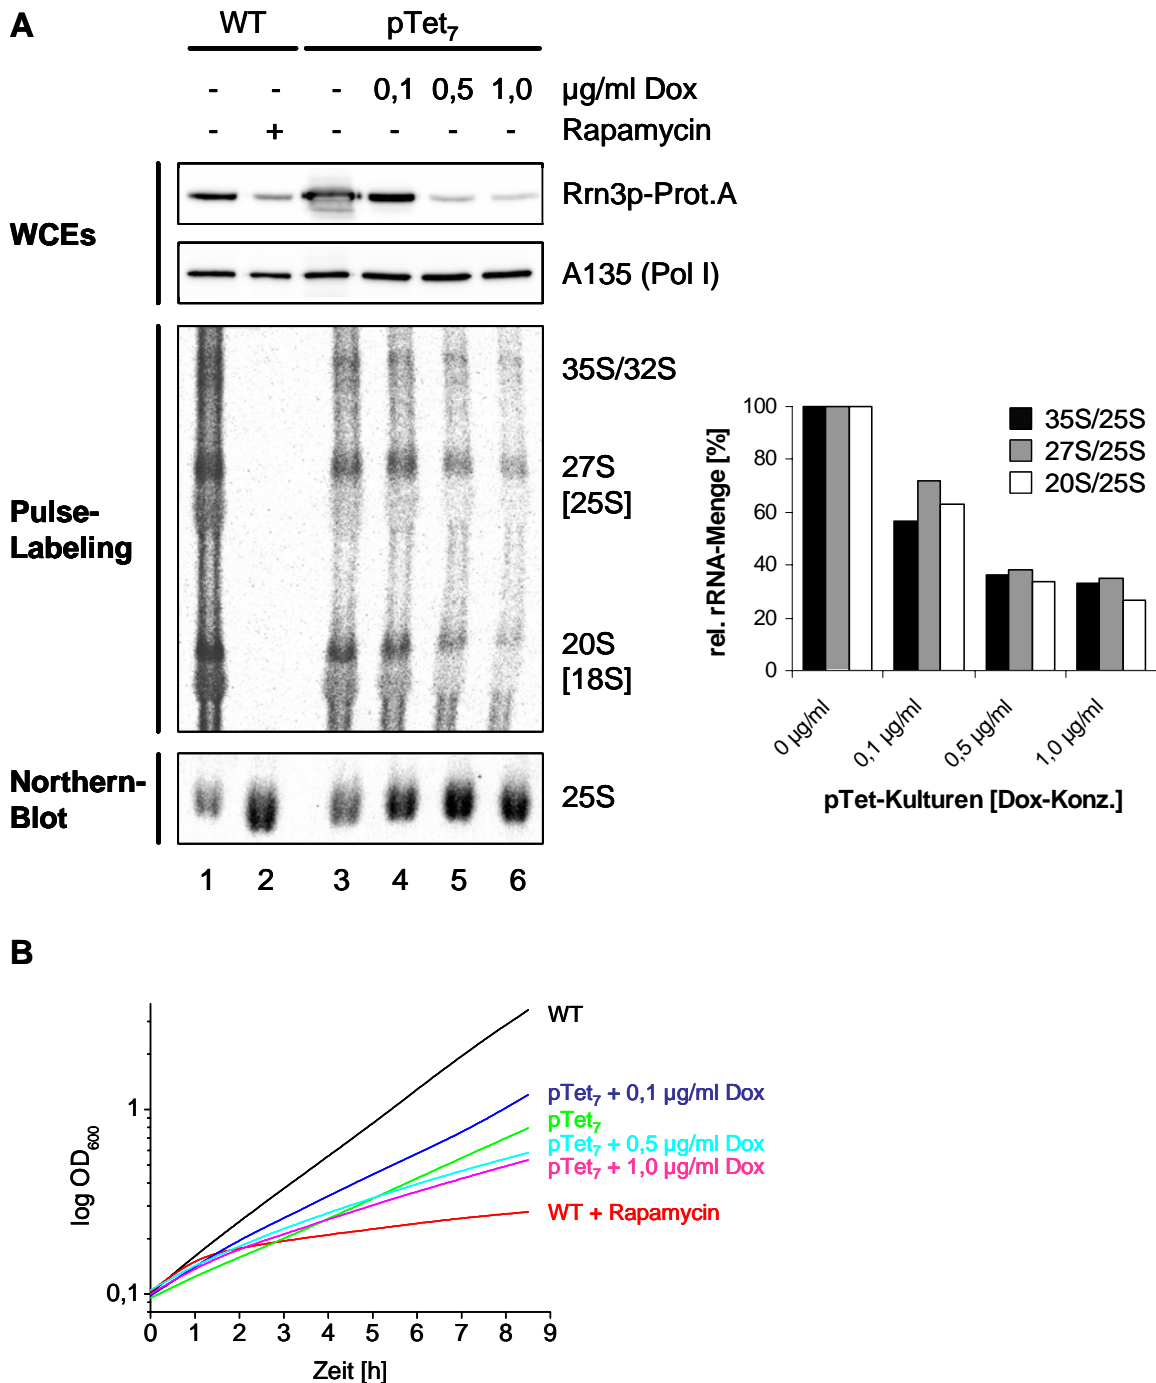 A
WT pTet7
- - - 0,1 0,5 1,0 µg/ml Dox
- + - - - - Rapamycin
WCEs
Rrn3p-Prot.A
A135 (Pol I)
Pulse-
Labeling
35S/32S
27S
[25S]
20S
[18S]
Northern-
Blot
25S
1 2 3 4 5 6
rel. rRNA-Menge [%]
100
80
60
40
20
0
35S/25S
27S/25S
20S/25S
0 µg/ml
0,1 µg/ml
0,5 µg/ml
1,0 µg/ml
pTet-Kulturen [Dox-Konz.]
B
log OD600
1
0,1
WT
pTet7 + 0,1 µg/ml Dox
pTet7
pTet7 + 0,5 µg/ml Dox
pTet7 + 1,0 µg/ml Dox
WT + Rapamycin
0 1 2 3 4 5 6 7 8 9
Zeit [h]